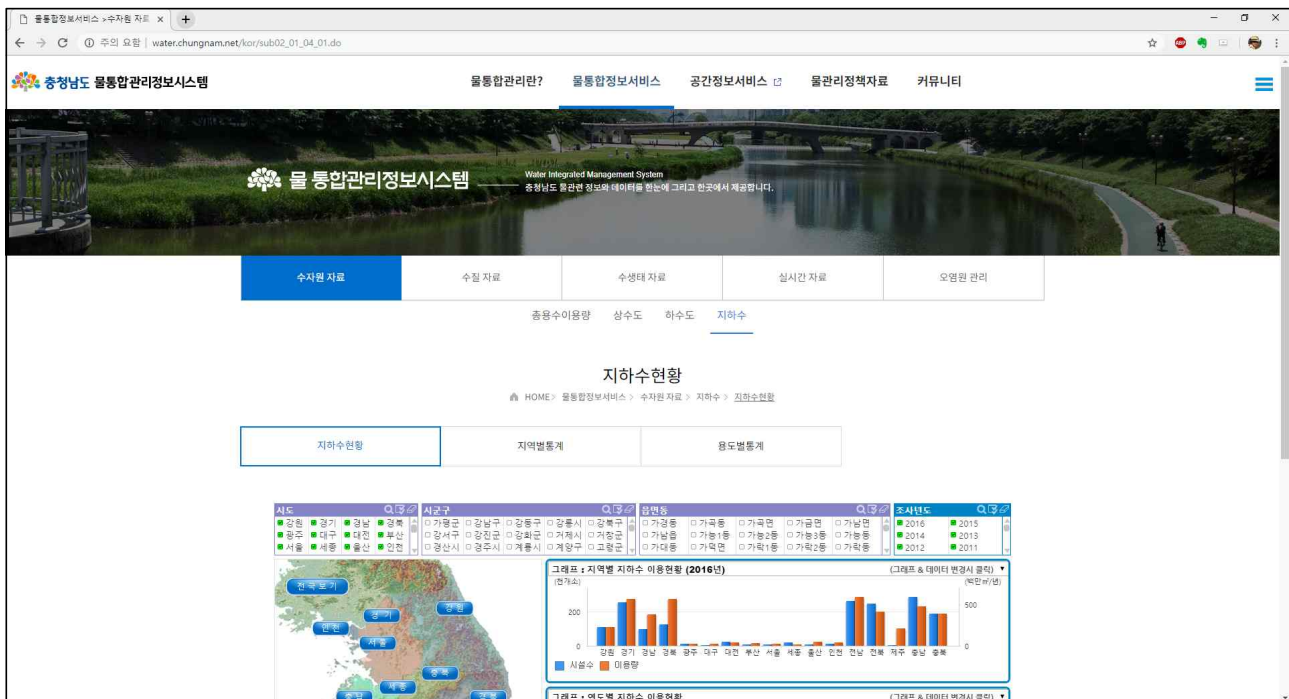 물통합정보서비스 >수자원 자료
주의 요함 | water.chungnam.net/kor/sub02_01_04_01.do
충청남도 물통합관리정보시스템
물통합관리란? 물통합정보서비스 공간정보서비스 물관리정책자료 커뮤니티
물 통합관리정보시스템
Water Integrated Management System
충청남도 물관련 정보와 데이터를 한눈에 그리고 한곳에서 제공합니다.
수자원 자료 수질 자료 수생태 자료 실시간 자료 오염원 관리
총용수이용량 상수도 하수도 지하수
지하수현황
HOME > 물통합정보서비스 > 수자원 자료 > 지하수 > 지하수현황
지하수현황 지역별통계 용도별통계
시도 시군구 읍면동 조사년도
강원 경기 경남 경북 가평군 강남구 강동구 강릉시 강북구 가경동 가곡동 가곡면 가금면 가남면 2016 2015
광주 대구 대전 부산 강서구 강진군 강화군 거제시 거창군 가남읍 가능1동 가능2동 가능3동 가능동 2014 2013
서울 세종 울산 인천 경산시 경주시 계룡시 계양구 고령군 가대동 가덕면 가락1동 가락2동 가락동 2012 2011
전국보기
강원
경기
인천
서울
충북
세종
충남
경북
그래프 : 지역별 지하수 이용현황 (2016년) (그래프 & 데이터 변경시 클릭)
(천개소) (백만㎥/년)
200 500
0 0
강원 경기 경남 경북 광주 대구 대전 부산 서울 세종 울산 인천 전남 전북 제주 충남 충북
시설수 이용량
그래프 : 연도별 지하수 이용현황 (그래프 & 데이터 변경시 클릭)